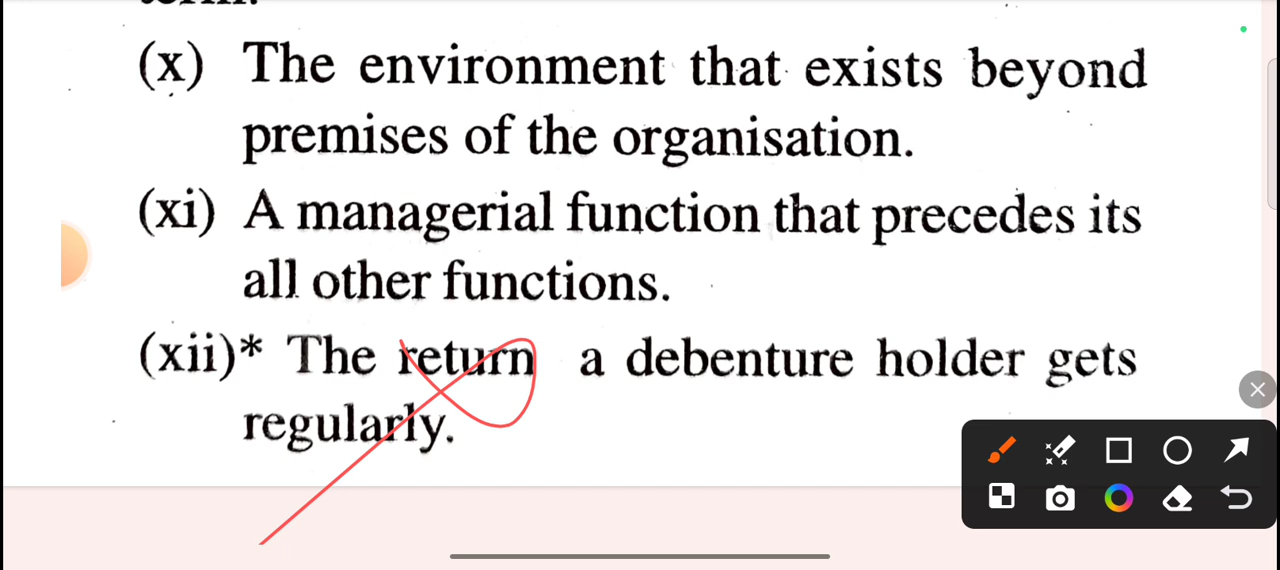 (x) The environment that exists beyond
premises of the organisation.
(xi) A managerial function that precedes its
all other functions.
(xii)* The return a debenture holder gets
regularly.